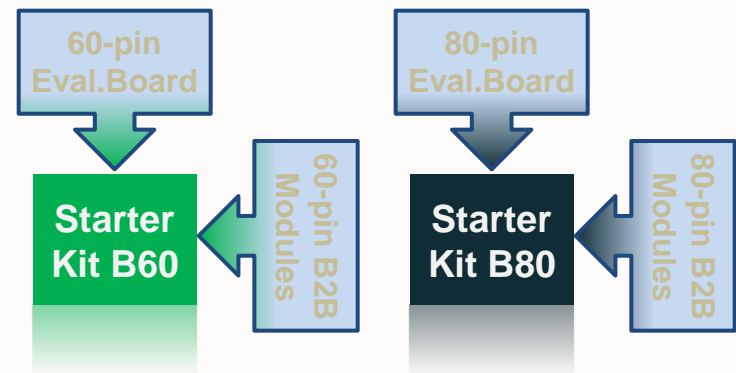 60-pin
Eval.Board
Starter
Kit B60
60-pin B2B
Modules
80-pin
Eval.Board
Starter
Kit B80
80-pin B2B
Modules